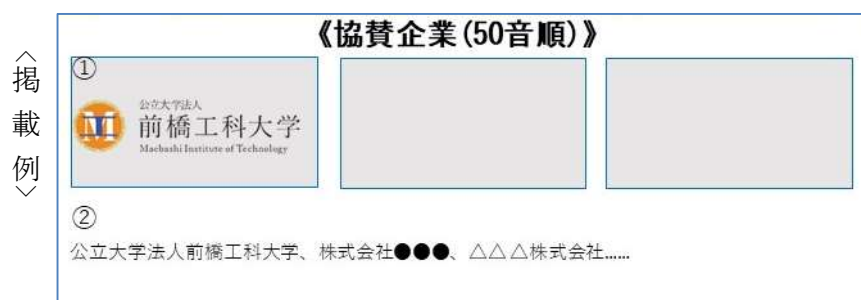 〈掲載例〉
《協賛企業(50音順)》
①
公立大学法人
前橋工科大学
Maebashi Institute of Technology
②
公立大学法人前橋工科大学、株式会社●●●、△△△株式会社……